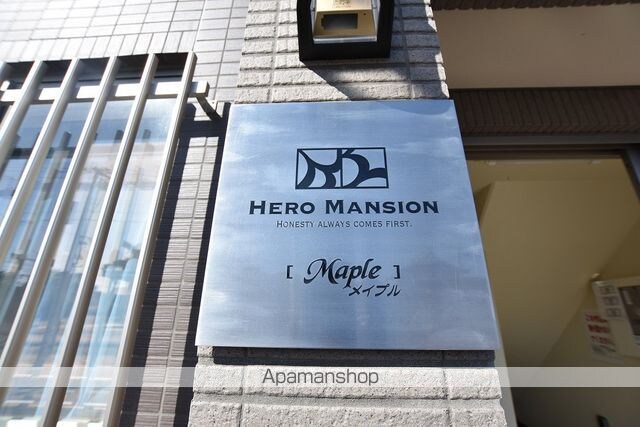 HERO MANSION
HONESTY ALWAYS COMES FIRST.
[ Maple ]
メイプル
Apamanshop